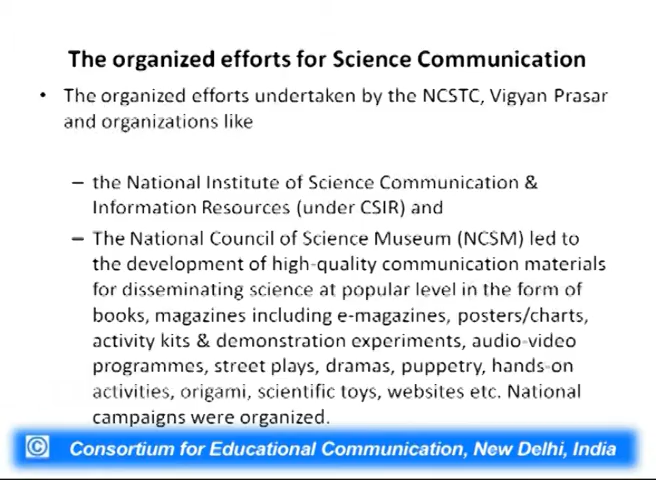 The organized efforts for Science Communication
• The organized efforts undertaken by the NCSTC, Vigyan Prasar
and organizations like
– the National Institute of Science Communication &
Information Resources (under CSIR) and
– The National Council of Science Museum (NCSM) led to
the development of high-quality communication materials
for disseminating science at popular level in the form of
books, magazines including e-magazines, posters/charts,
activity kits & demonstration experiments, audio-video
programmes, street plays, dramas, puppetry, hands-on
activities, origami, scientific toys, websites etc. National
campaigns were organized.
© Consortium for Educational Communication, New Delhi, India